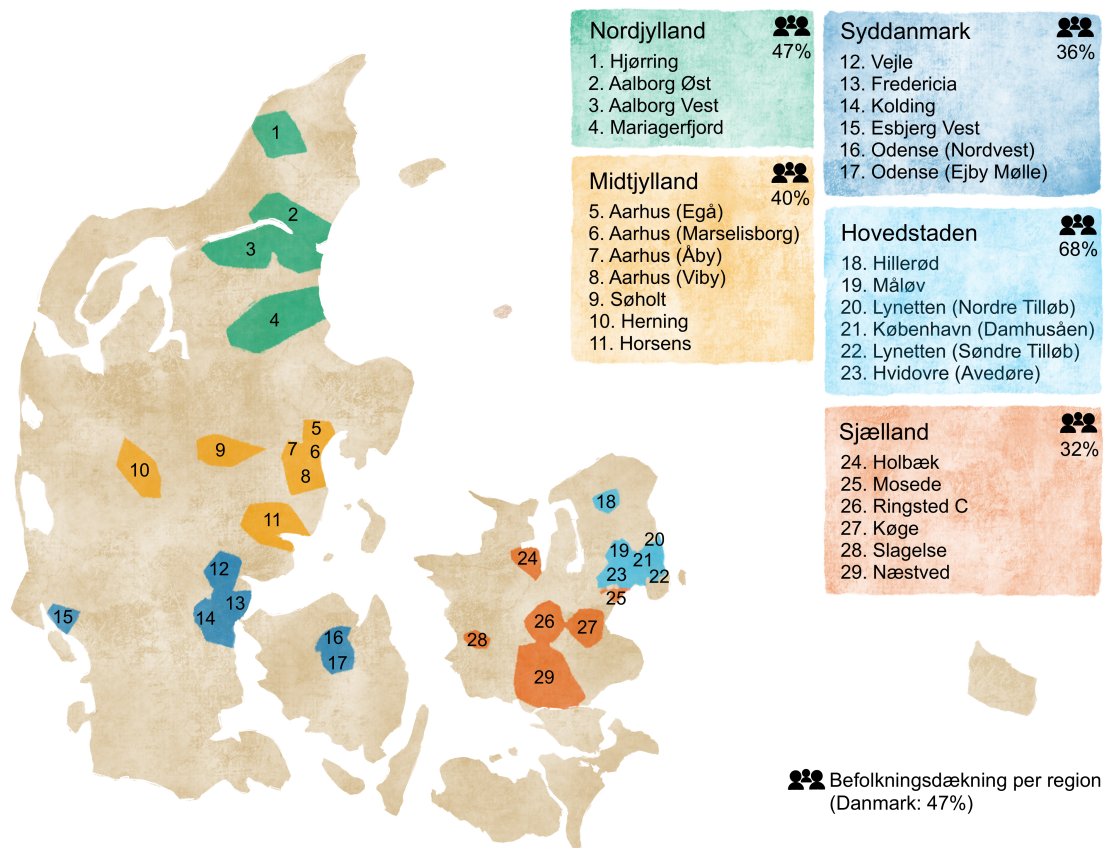 Nordjylland
47%
1. Hjørring
2. Aalborg Øst
3. Aalborg Vest
4. Mariagerfjord
Midtjylland
40%
5. Aarhus (Egå)
6. Aarhus (Marselisborg)
7. Aarhus (Åby)
8. Aarhus (Viby)
9. Søholt
10. Herning
11. Horsens
Syddanmark
36%
12. Vejle
13. Fredericia
14. Kolding
15. Esbjerg Vest
16. Odense (Nordvest)
17. Odense (Ejby Mølle)
Hovedstaden
68%
18. Hillerød
19. Måløv
20. Lynetten (Nordre Tilløb)
21. København (Damhusåen)
22. Lynetten (Søndre Tilløb)
23. Hvidovre (Avedøre)
Sjælland
32%
24. Holbæk
25. Mosede
26. Ringsted C
27. Køge
28. Slagelse
29. Næstved
1
2
3
4
5
6
7
8
9
10
11
12
13
14
15
16
17
18
19
20
21
22
23
24
25
26
27
28
29
Befolkningsdækning per region
(Danmark: 47%)